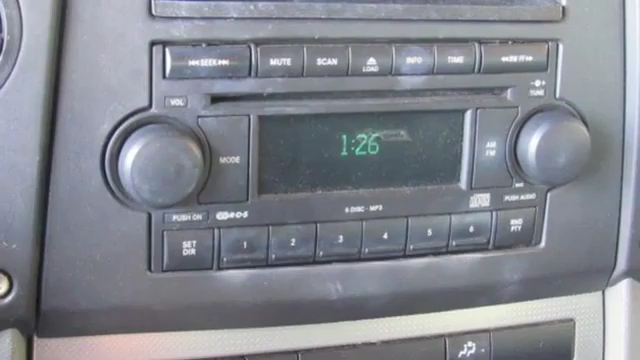 SEEK MUTE SCAN LOAD INFO TIME RW FF
VOL TUNE
1:26
MODE AM FM
PUSH ON R·D·S 6 DISC · MP3 PUSH AUDIO
SET DIR 1 2 3 4 5 6 RND PTY